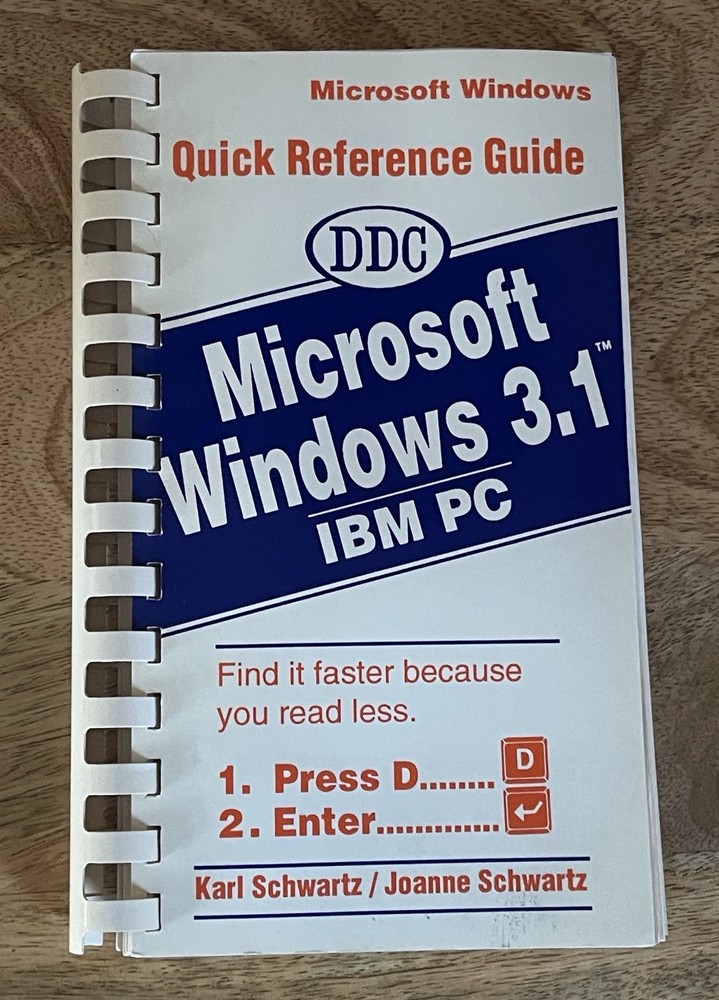 Microsoft Windows
Quick Reference Guide
DDC
Microsoft
Windows 3.1™
IBM PC
Find it faster because
you read less.
1. Press D........ D
2. Enter............. ↵
Karl Schwartz / Joanne Schwartz